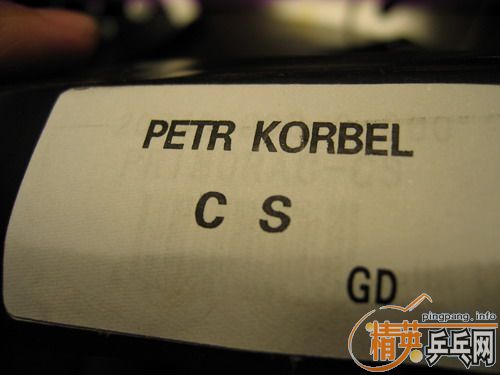 PETR KORBEL
C S
GD
pingpang.info
精英乒乓网